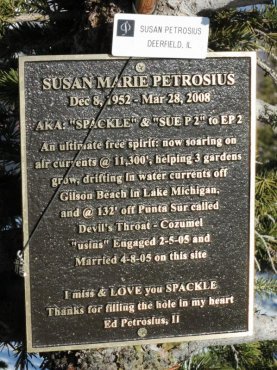 SUSAN PETROSIUS
DEERFIELD, IL
SUSAN MARIE PETROSIUS
Dec 8, 1952 - Mar 28, 2008
AKA: "SPACKLE" & "SUE P 2" to EP 2
An ultimate free spirit: now soaring on
air currents @ 11,300', helping 3 gardens
grow, drifting in water currents off
Gilson Beach in Lake Michigan,
and @ 132' off Punta Sur called
Devil's Throat - Cozumel
"usins" Engaged 2-5-05 and
Married 4-8-05 on this site
I miss & LOVE you SPACKLE
Thanks for filling the hole in my heart
Ed Petrosius, II